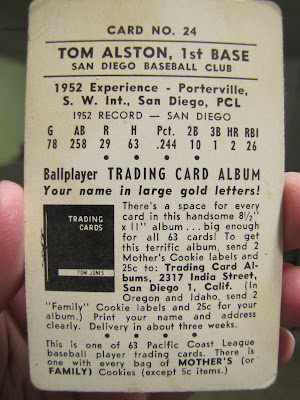 CARD NO. 24
TOM ALSTON, 1st BASE
SAN DIEGO BASEBALL CLUB
1952 Experience - Porterville,
S. W. Int., San Diego, PCL
1952 RECORD — SAN DIEGO
G AB R H Pct. 2B 3B HR RBI
78 258 29 63 .244 10 1 2 26
Ballplayer TRADING CARD ALBUM
Your name in large gold letters!
TRADING
CARDS
TOM JONES
There's a space for every
card in this handsome 8½"
x 11" album . . . big enough
for all 63 cards! To get
this terrific album, send 2
Mother's Cookie labels and
25c to: Trading Card Al-
bums, 2317 India Street,
San Diego 1, Calif. (In
Oregon and Idaho, send 2
"Family" Cookie labels and 25c for your
album.) Print your name and address
clearly. Delivery in about three weeks.
This is one of 63 Pacific Coast League
baseball player trading cards. There is
one with every bag of MOTHER'S (or
FAMILY) Cookies (except 5c items.)